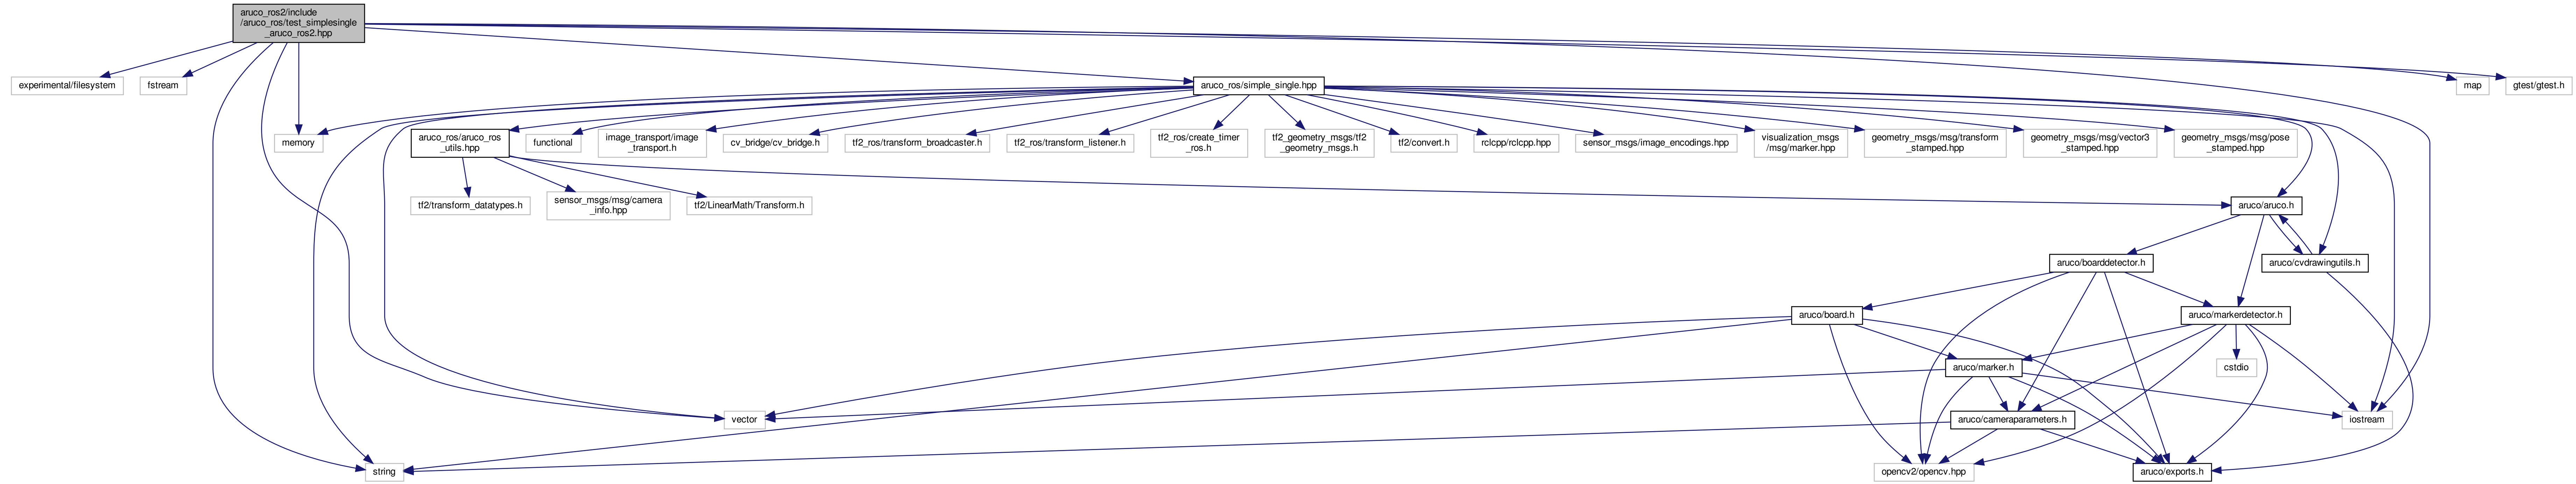 aruco_ros2/include
/aruco_ros/test_simplesingle
_aruco_ros2.hpp
experimental/filesystem
fstream
aruco_ros/simple_single.hpp
map
gtest/gtest.h
memory
aruco_ros/aruco_ros
_utils.hpp
functional
image_transport/image
_transport.h
cv_bridge/cv_bridge.h
tf2_ros/transform_broadcaster.h
tf2_ros/transform_listener.h
tf2_ros/create_timer
_ros.h
tf2_geometry_msgs/tf2
_geometry_msgs.h
tf2/convert.h
rclcpp/rclcpp.hpp
sensor_msgs/image_encodings.hpp
visualization_msgs
/msg/marker.hpp
geometry_msgs/msg/transform
_stamped.hpp
geometry_msgs/msg/vector3
_stamped.hpp
geometry_msgs/msg/pose
_stamped.hpp
tf2/transform_datatypes.h
sensor_msgs/msg/camera
_info.hpp
tf2/LinearMath/Transform.h
aruco/aruco.h
aruco/boarddetector.h
aruco/cvdrawingutils.h
aruco/board.h
aruco/markerdetector.h
aruco/marker.h
cstdio
vector
aruco/cameraparameters.h
iostream
string
opencv2/opencv.hpp
aruco/exports.h